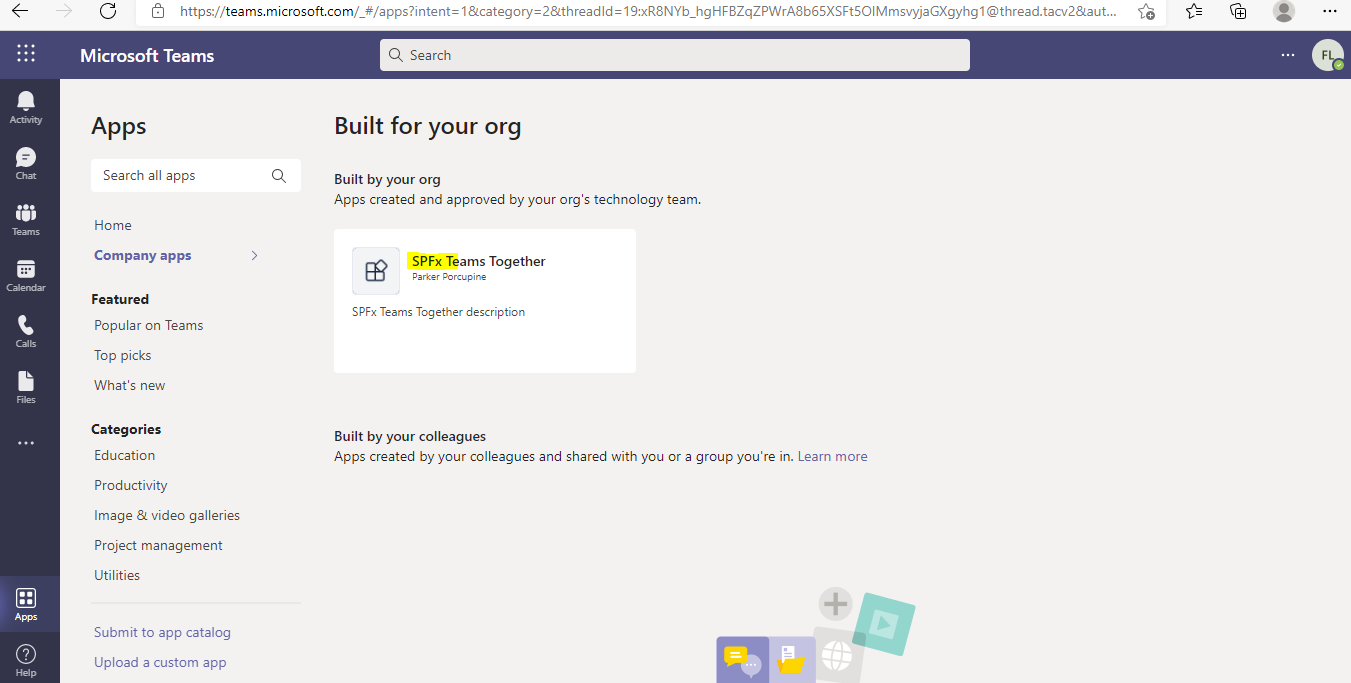 https://teams.microsoft.com/_#/apps?intent=1&category=2&threadId=19:xR8NYb_hgHFBZqZPWrA8b65XSFt5OlMmsvyjaGXgyhg1@thread.tacv2&aut...
Microsoft Teams
Search
FL
Activity
Chat
Teams
Calendar
Calls
Files
Apps
Help
Apps
Search all apps
Home
Company apps
Featured
Popular on Teams
Top picks
What's new
Categories
Education
Productivity
Image & video galleries
Project management
Utilities
Submit to app catalog
Upload a custom app
Built for your org
Built by your org
Apps created and approved by your org's technology team.
SPFx Teams Together
Parker Porcupine
SPFx Teams Together description
Built by your colleagues
Apps created by your colleagues and shared with you or a group you're in. Learn more